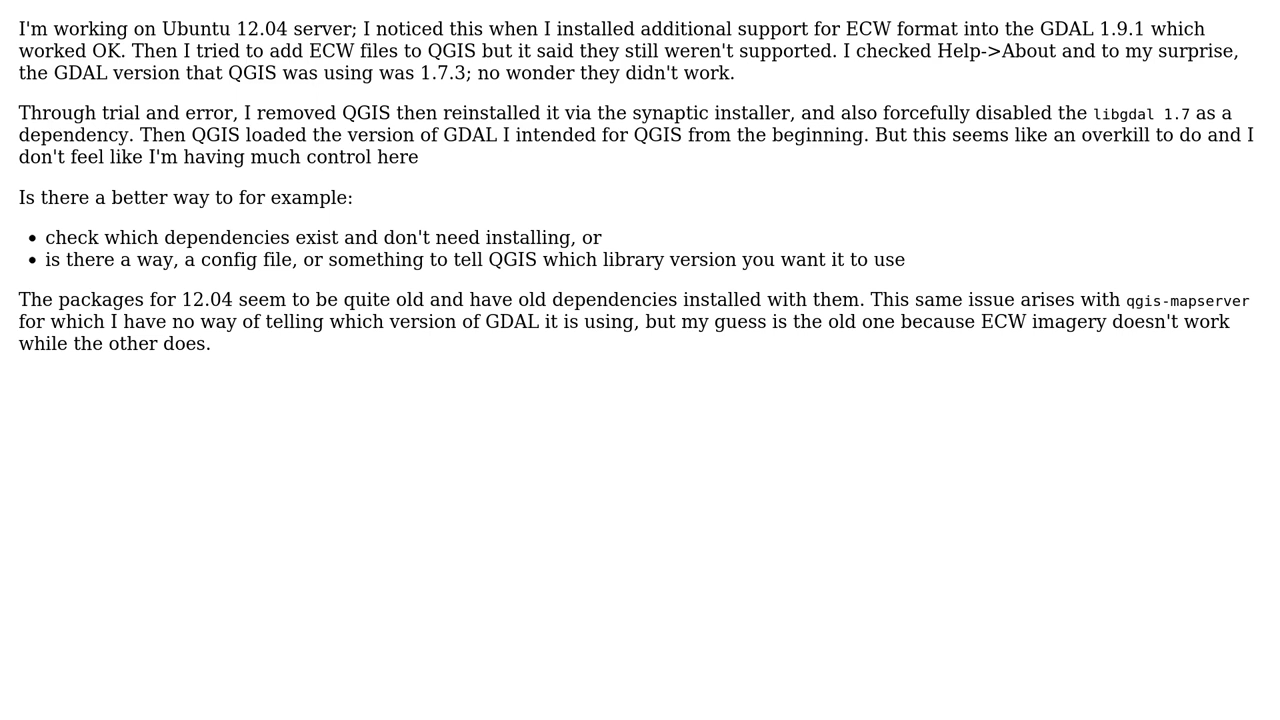 I'm working on Ubuntu 12.04 server; I noticed this when I installed additional support for ECW format into the GDAL 1.9.1 which
worked OK. Then I tried to add ECW files to QGIS but it said they still weren't supported. I checked Help->About and to my surprise,
the GDAL version that QGIS was using was 1.7.3; no wonder they didn't work.
Through trial and error, I removed QGIS then reinstalled it via the synaptic installer, and also forcefully disabled the libgdal 1.7 as a
dependency. Then QGIS loaded the version of GDAL I intended for QGIS from the beginning. But this seems like an overkill to do and I
don't feel like I'm having much control here
Is there a better way to for example:
• check which dependencies exist and don't need installing, or
• is there a way, a config file, or something to tell QGIS which library version you want it to use
The packages for 12.04 seem to be quite old and have old dependencies installed with them. This same issue arises with qgis-mapserver
for which I have no way of telling which version of GDAL it is using, but my guess is the old one because ECW imagery doesn't work
while the other does.